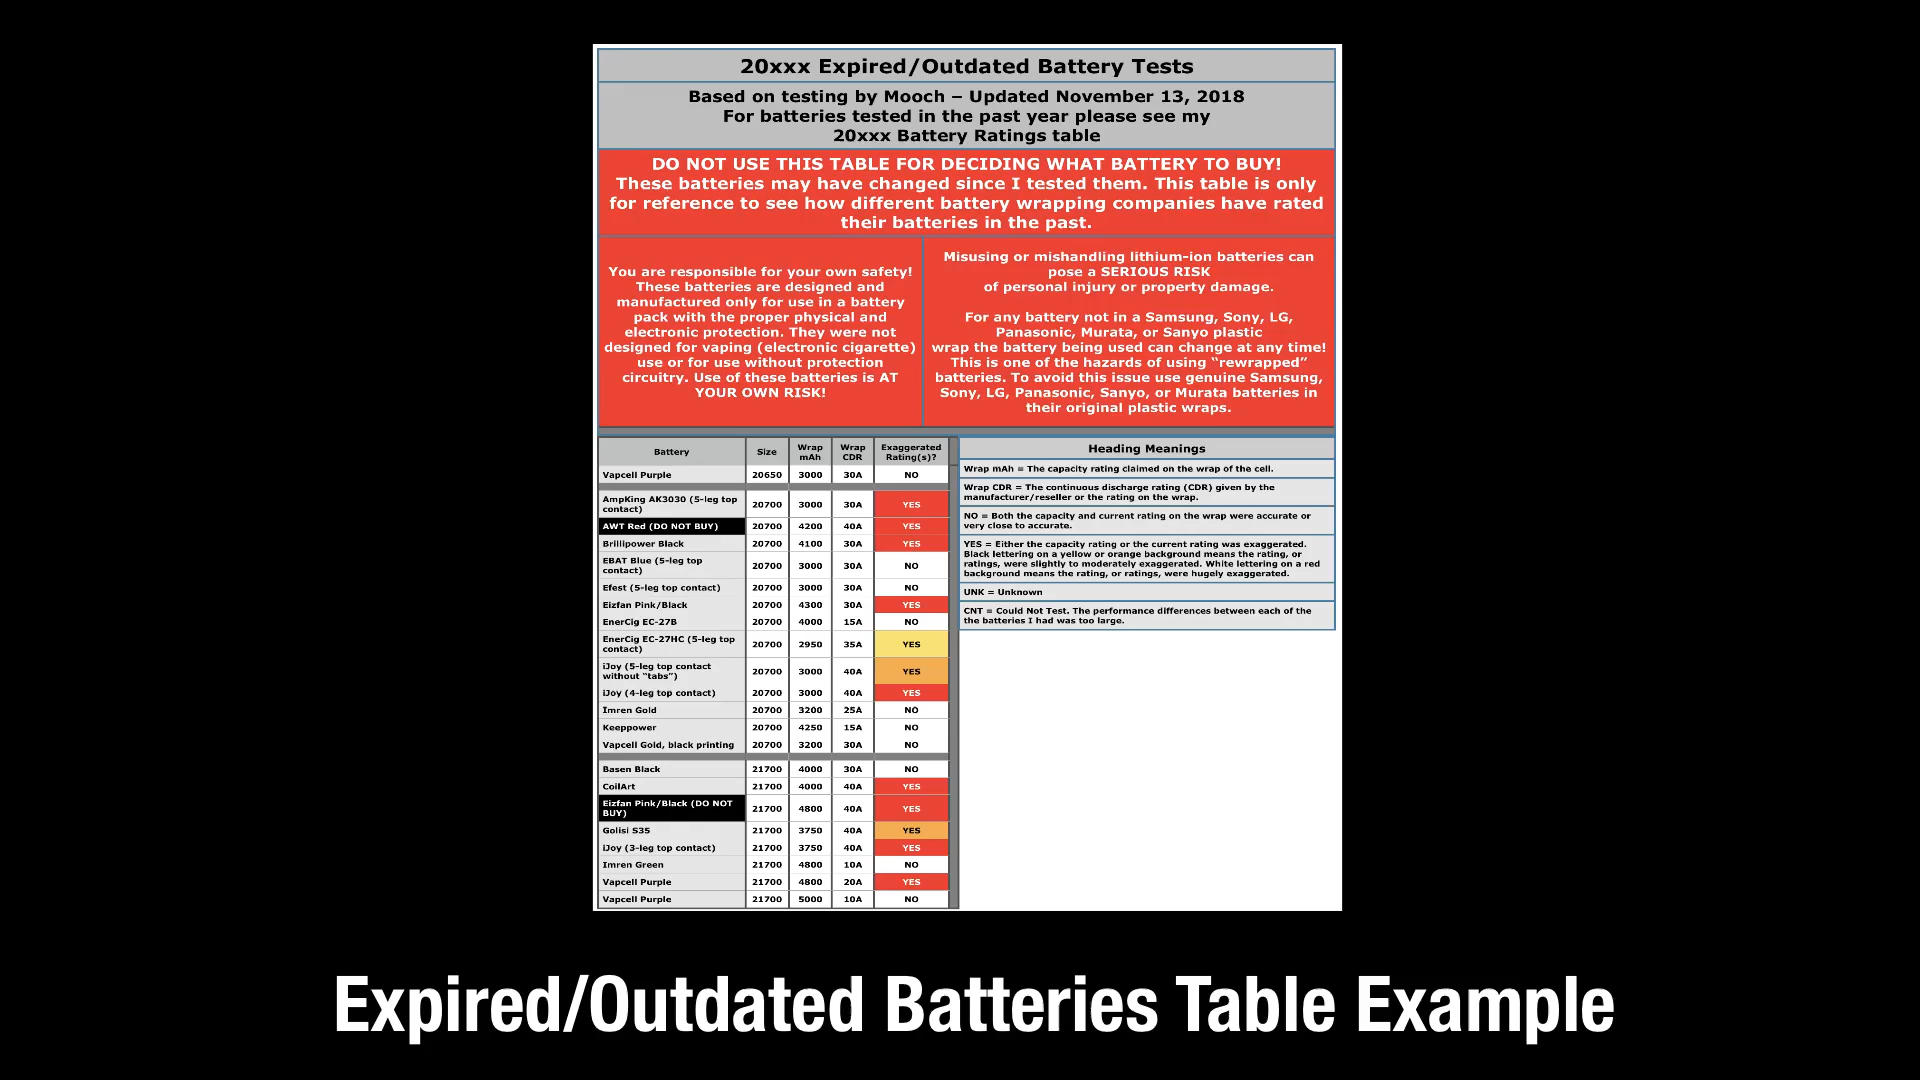 20xxx Expired/Outdated Battery Tests
Based on testing by Mooch – Updated November 13, 2018
For batteries tested in the past year please see my
20xxx Battery Ratings table
DO NOT USE THIS TABLE FOR DECIDING WHAT BATTERY TO BUY!
These batteries may have changed since I tested them. This table is only
for reference to see how different battery wrapping companies have rated
their batteries in the past.
You are responsible for your own safety!
These batteries are designed and
manufactured only for use in a battery
pack with the proper physical and
electronic protection. They were not
designed for vaping (electronic cigarette)
use or for use without protection
circuitry. Use of these batteries is AT
YOUR OWN RISK!
Misusing or mishandling lithium-ion batteries can
pose a SERIOUS RISK
of personal injury or property damage.
For any battery not in a Samsung, Sony, LG,
Panasonic, Murata, or Sanyo plastic
wrap the battery being used can change at any time!
This is one of the hazards of using “rewrapped”
batteries. To avoid this issue use genuine Samsung,
Sony, LG, Panasonic, Sanyo, or Murata batteries in
their original plastic wraps.
Battery Size Wrap mAh Wrap CDR Exaggerated Rating(s)?
Vapcell Purple 20650 3000 30A NO
AmpKing AK3030 (5-leg top
contact) 20700 3000 30A YES
AWT Red (DO NOT BUY) 20700 4200 40A YES
Brillipower Black 20700 4100 30A YES
EBAT Blue (5-leg top
contact) 20700 3000 30A NO
Efest (5-leg top contact) 20700 3000 30A NO
Eizfan Pink/Black 20700 4300 30A YES
EnerCig EC-27B 20700 4000 15A NO
EnerCig EC-27HC (5-leg top
contact) 20700 2950 35A YES
iJoy (5-leg top contact
without “tabs”) 20700 3000 40A YES
iJoy (4-leg top contact) 20700 3000 40A YES
Imren Gold 20700 3200 25A NO
Keeppower 20700 4250 15A NO
Vapcell Gold, black printing 20700 3200 30A NO
Basen Black 21700 4000 30A NO
CoilArt 21700 4000 40A YES
Eizfan Pink/Black (DO NOT
BUY) 21700 4800 40A YES
Golisi S35 21700 3750 40A YES
iJoy (3-leg top contact) 21700 3750 40A YES
Imren Green 21700 4800 10A NO
Vapcell Purple 21700 4800 20A YES
Vapcell Purple 21700 5000 10A NO
Heading Meanings
Wrap mAh = The capacity rating claimed on the wrap of the cell.
Wrap CDR = The continuous discharge rating (CDR) given by the
manufacturer/reseller or the rating on the wrap.
NO = Both the capacity and current rating on the wrap were accurate or
very close to accurate.
YES = Either the capacity rating or the current rating was exaggerated.
Black lettering on a yellow or orange background means the rating, or
ratings, were slightly to moderately exaggerated. White lettering on a red
background means the rating, or ratings, were hugely exaggerated.
UNK = Unknown
CNT = Could Not Test. The performance differences between each of the
the batteries I had was too large.
Expired/Outdated Batteries Table Example